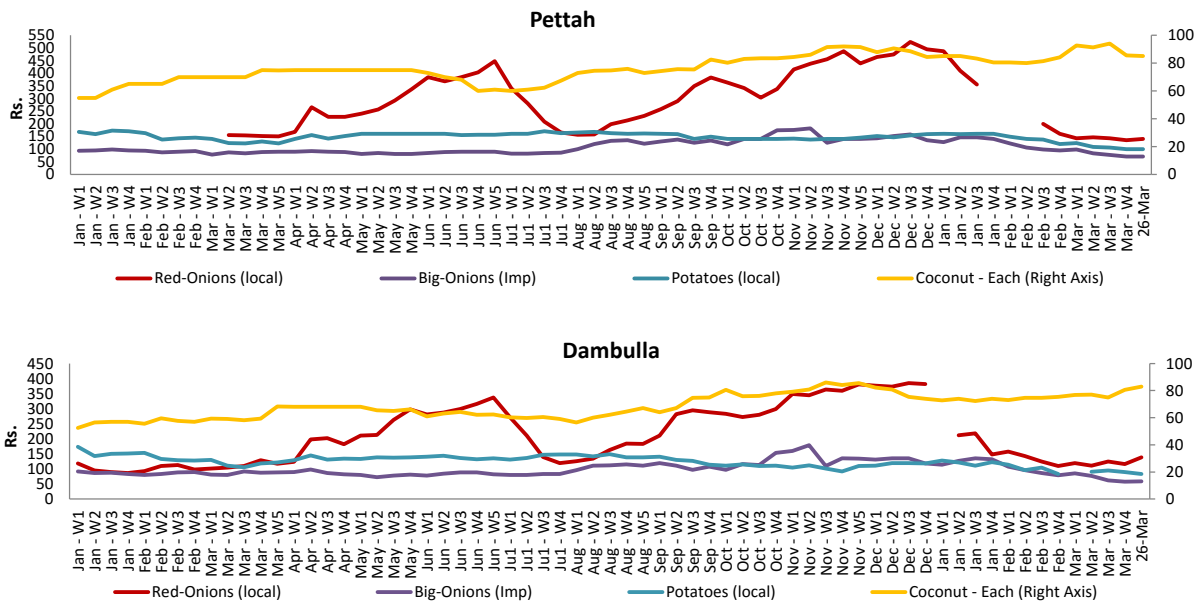 Pettah
550
500
450
400
350
300
250
200
150
100
50
0
Rs.
100
80
60
40
20
0
Jan - W1
Jan - W2
Jan - W3
Jan - W4
Feb - W1
Feb - W2
Feb - W3
Feb - W4
Mar - W1
Mar - W2
Mar - W3
Mar - W4
Mar - W5
Apr - W1
Apr - W2
Apr - W3
Apr - W4
May - W1
May - W2
May - W3
May - W4
Jun - W1
Jun - W2
Jun - W3
Jun - W4
Jun - W5
Ju1 - W1
Ju1 - W2
Ju1 - W3
Ju1 - W4
Aug - W1
Aug - W2
Aug - W3
Aug - W4
Aug - W5
Sep - W1
Sep - W2
Sep - W3
Sep - W4
Oct - W1
Oct - W2
Oct - W3
Oct - W4
Nov - W1
Nov - W2
Nov - W3
Nov - W4
Nov - W5
Dec - W1
Dec - W2
Dec - W3
Dec - W4
Jan - W1
Jan - W2
Jan - W3
Jan - W4
Feb - W1
Feb - W2
Feb - W3
Feb - W4
Mar - W1
Mar - W2
Mar - W3
Mar - W4
26-Mar
Red-Onions (local) Big-Onions (Imp) Potatoes (local) Coconut - Each (Right Axis)
Dambulla
450
400
350
300
250
200
150
100
50
0
Rs.
100
80
60
40
20
0
Jan - W1
Jan - W2
Jan - W3
Jan - W4
Feb - W1
Feb - W2
Feb - W3
Feb - W4
Mar - W1
Mar - W2
Mar - W3
Mar - W4
Mar - W5
Apr - W1
Apr - W2
Apr - W3
Apr - W4
May - W1
May - W2
May - W3
May - W4
Jun - W1
Jun - W2
Jun - W3
Jun - W4
Jun - W5
Ju1 - W1
Ju1 - W2
Ju1 - W3
Ju1 - W4
Aug - W1
Aug - W2
Aug - W3
Aug - W4
Aug - W5
Sep - W1
Sep - W2
Sep - W3
Sep - W4
Oct - W1
Oct - W2
Oct - W3
Oct - W4
Nov - W1
Nov - W2
Nov - W3
Nov - W4
Nov - W5
Dec - W1
Dec - W2
Dec - W3
Dec - W4
Jan - W1
Jan - W2
Jan - W3
Jan - W4
Feb - W1
Feb - W2
Feb - W3
Feb - W4
Mar - W1
Mar - W2
Mar - W3
Mar - W4
26-Mar
Red-Onions (local) Big-Onions (Imp) Potatoes (local) Coconut - Each (Right Axis)